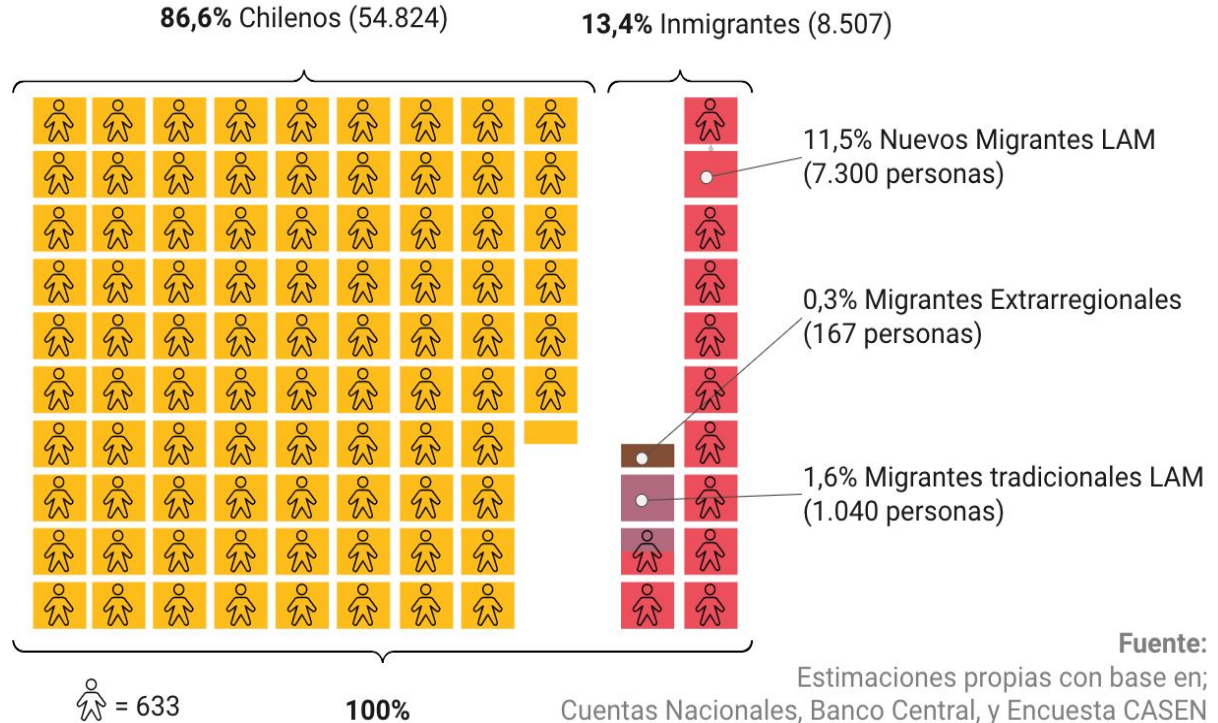 86,6% Chilenos (54.824)
13,4% Inmigrantes (8.507)
11,5% Nuevos Migrantes LAM
(7.300 personas)
0,3% Migrantes Extrarregionales
(167 personas)
1,6% Migrantes tradicionales LAM
(1.040 personas)
= 633
100%
Fuente:
Estimaciones propias con base en;
Cuentas Nacionales, Banco Central, y Encuesta CASEN